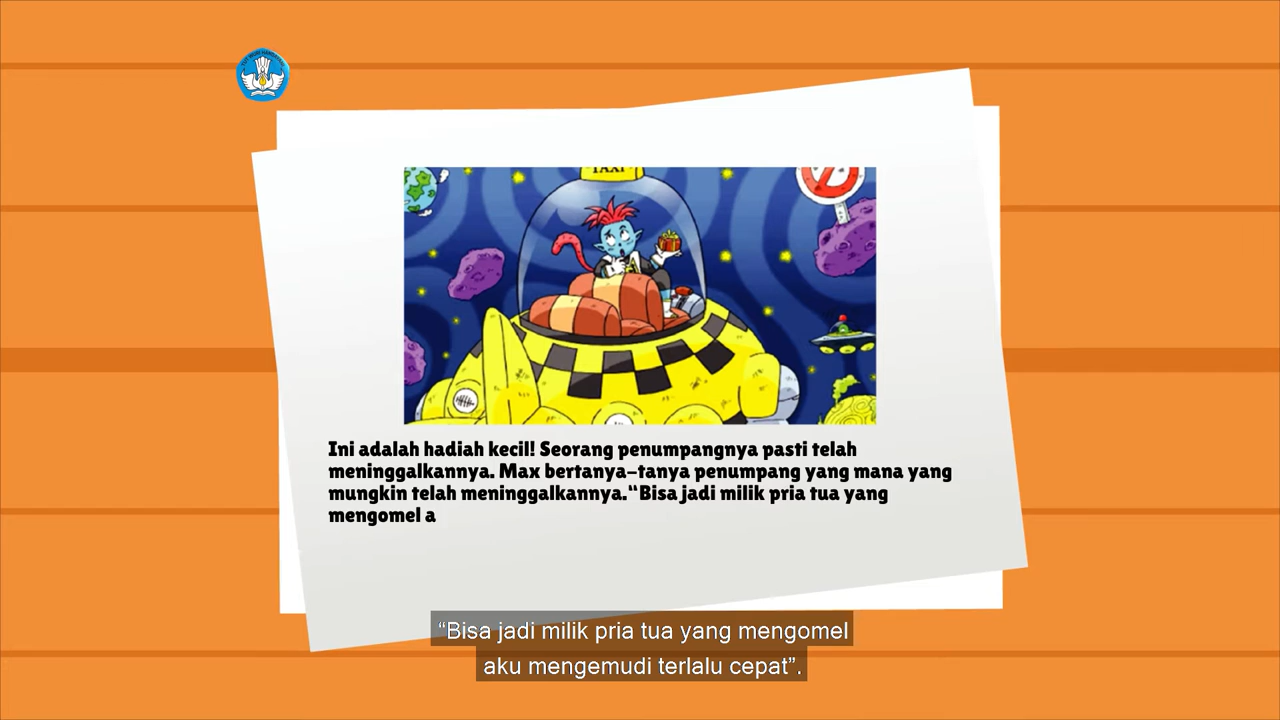 TAXI
Ini adalah hadiah kecil! Seorang penumpangnya pasti telah
meninggalkannya. Max bertanya-tanya penumpang yang mana yang
mungkin telah meninggalkannya.“Bisa jadi milik pria tua yang
mengomel a
“Bisa jadi milik pria tua yang mengomel
aku mengemudi terlalu cepat”.